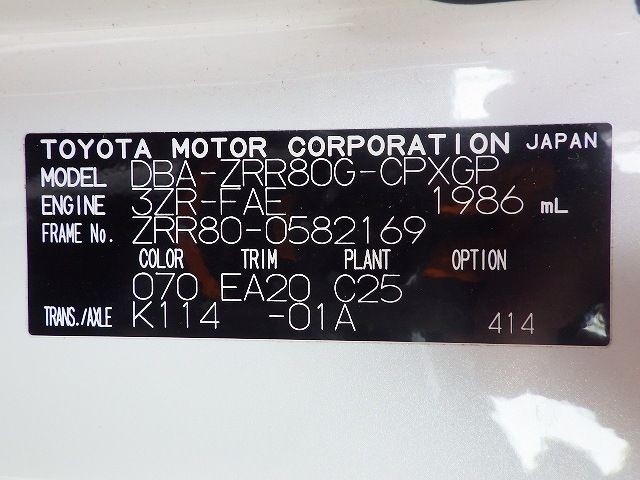 TOYOTA MOTOR CORPORATION JAPAN
MODEL DBA-ZRR80G-CPXGP
ENGINE 3ZR-FAE 1986 mL
FRAME No. ZRR80-0582169
COLOR TRIM PLANT OPTION
070 EA20 C25
TRANS./AXLE K114 -01A 414